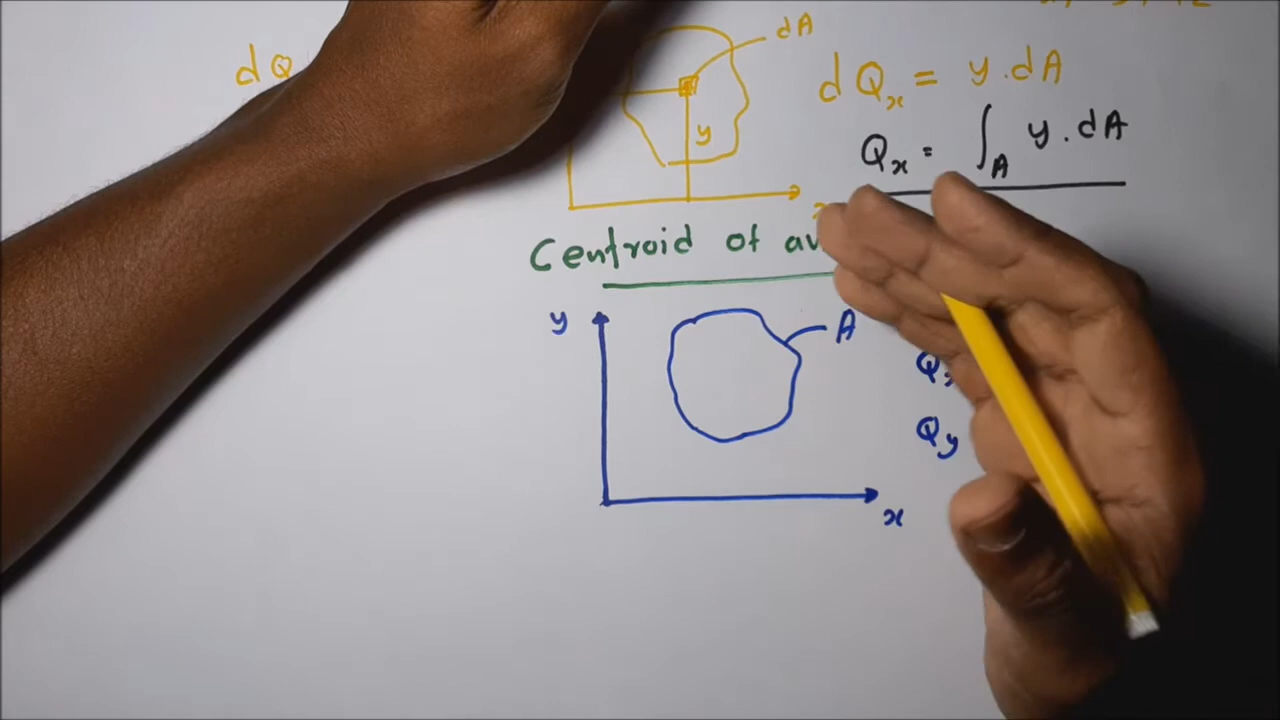 dA
dQ
dQx = y.dA
y
Qx = ∫A y.dA
Centroid of
y
A
Q
Qy
x